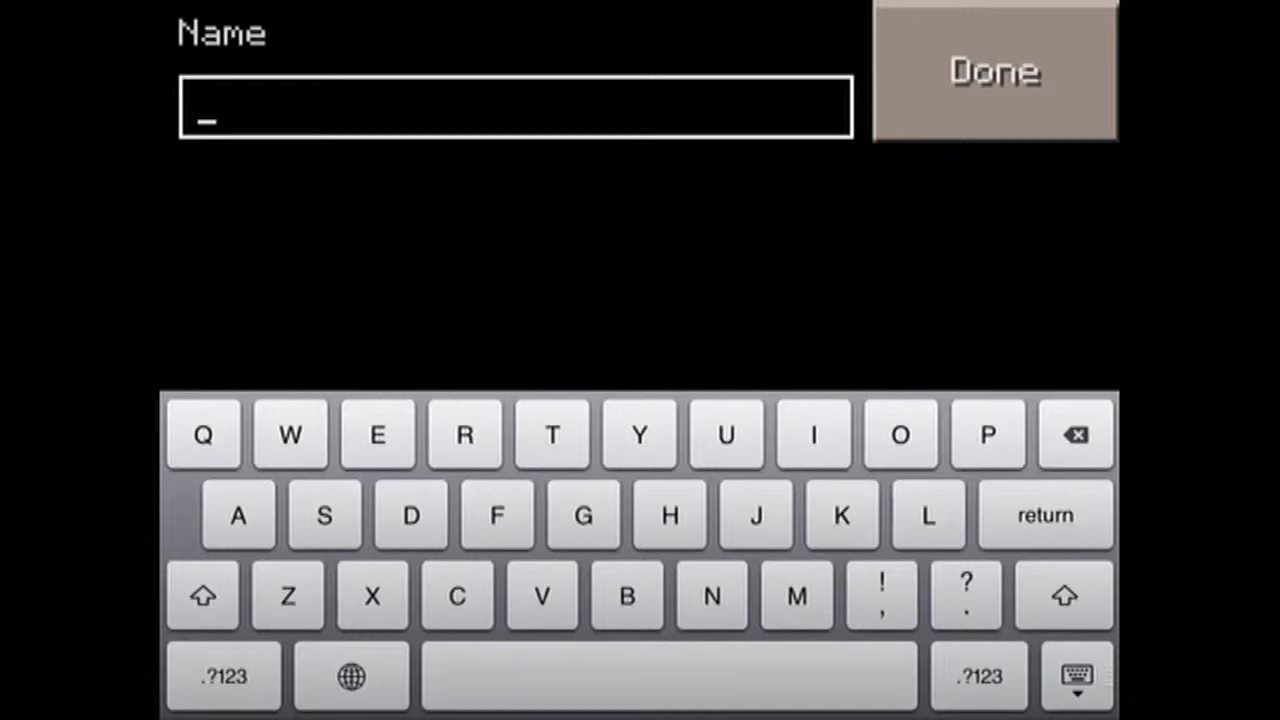 Name
Done
_
Q W E R T Y U I O P
A S D F G H J K L return
Z X C V B N M ! , ? .
.?123 .?123